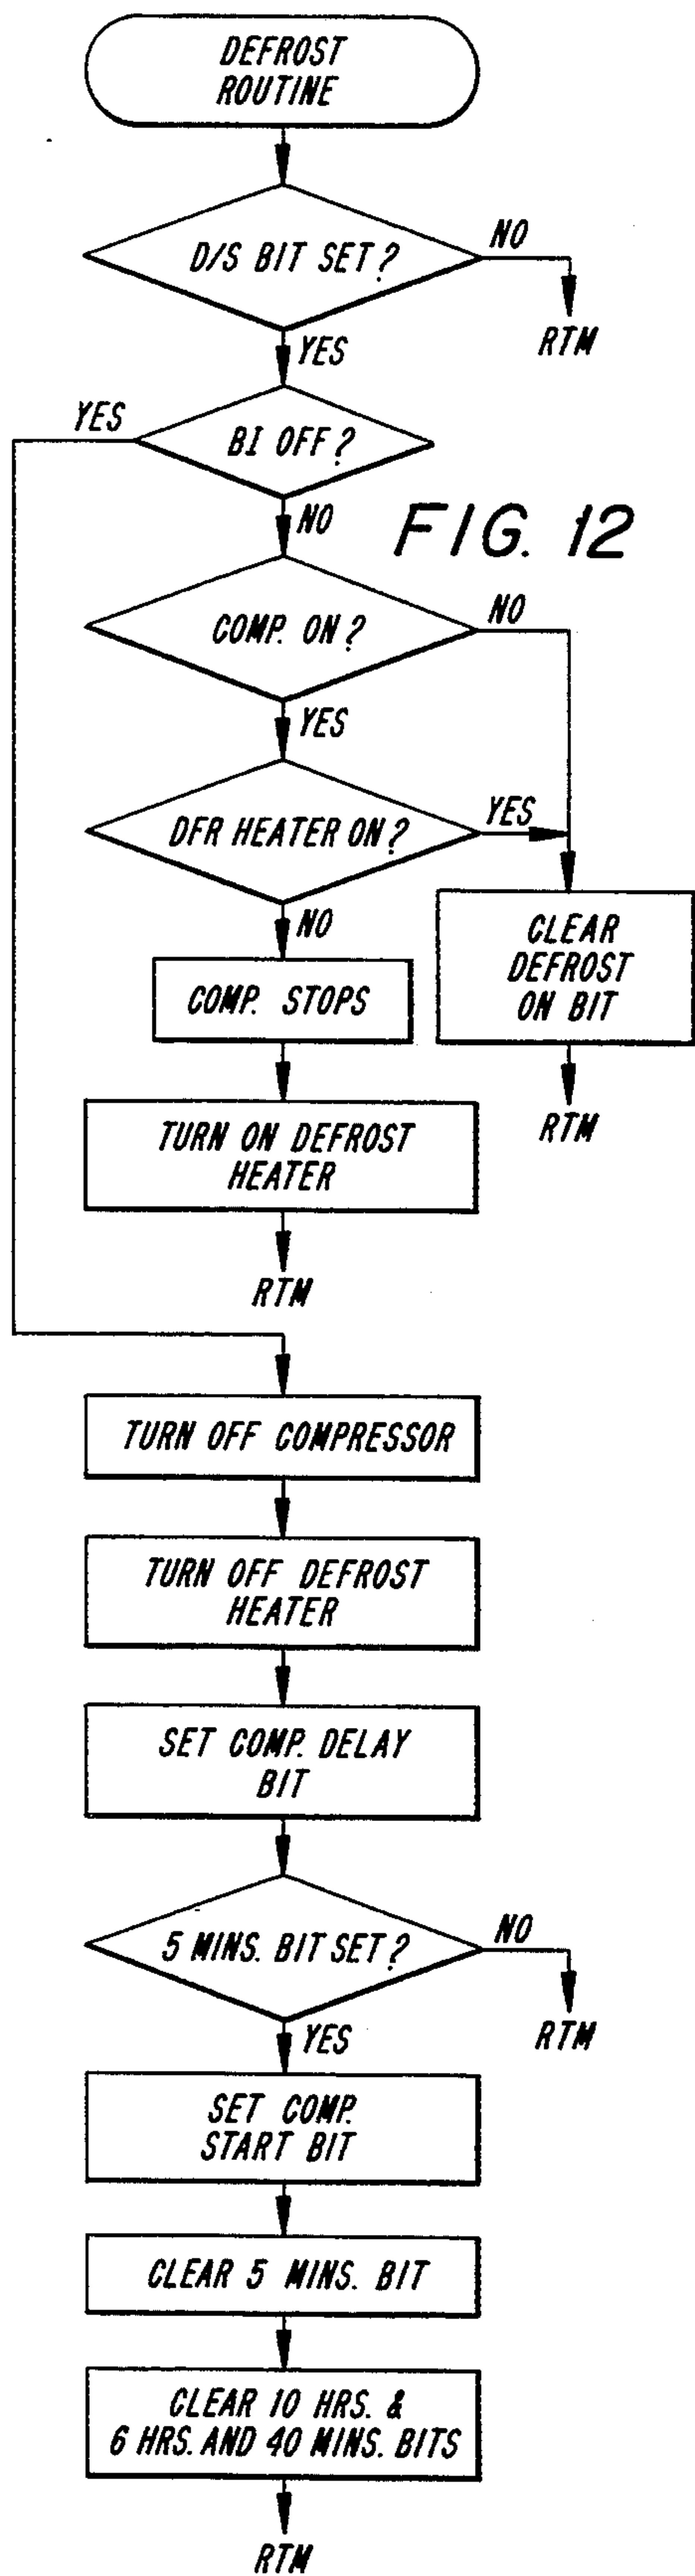 DEFROST
ROUTINE
D/S BIT SET?
NO
RTM
YES
YES
BI OFF?
NO
FIG. 12
COMP. ON?
NO
YES
DFR HEATER ON?
YES
NO
CLEAR
DEFROST
ON BIT
COMP. STOPS
RTM
TURN ON DEFROST
HEATER
RTM
TURN OFF COMPRESSOR
TURN OFF DEFROST
HEATER
SET COMP. DELAY
BIT
5 MINS. BIT SET?
NO
RTM
YES
SET COMP.
START BIT
CLEAR 5 MINS. BIT
CLEAR 10 HRS. &
6 HRS. AND 40 MINS. BITS
RTM